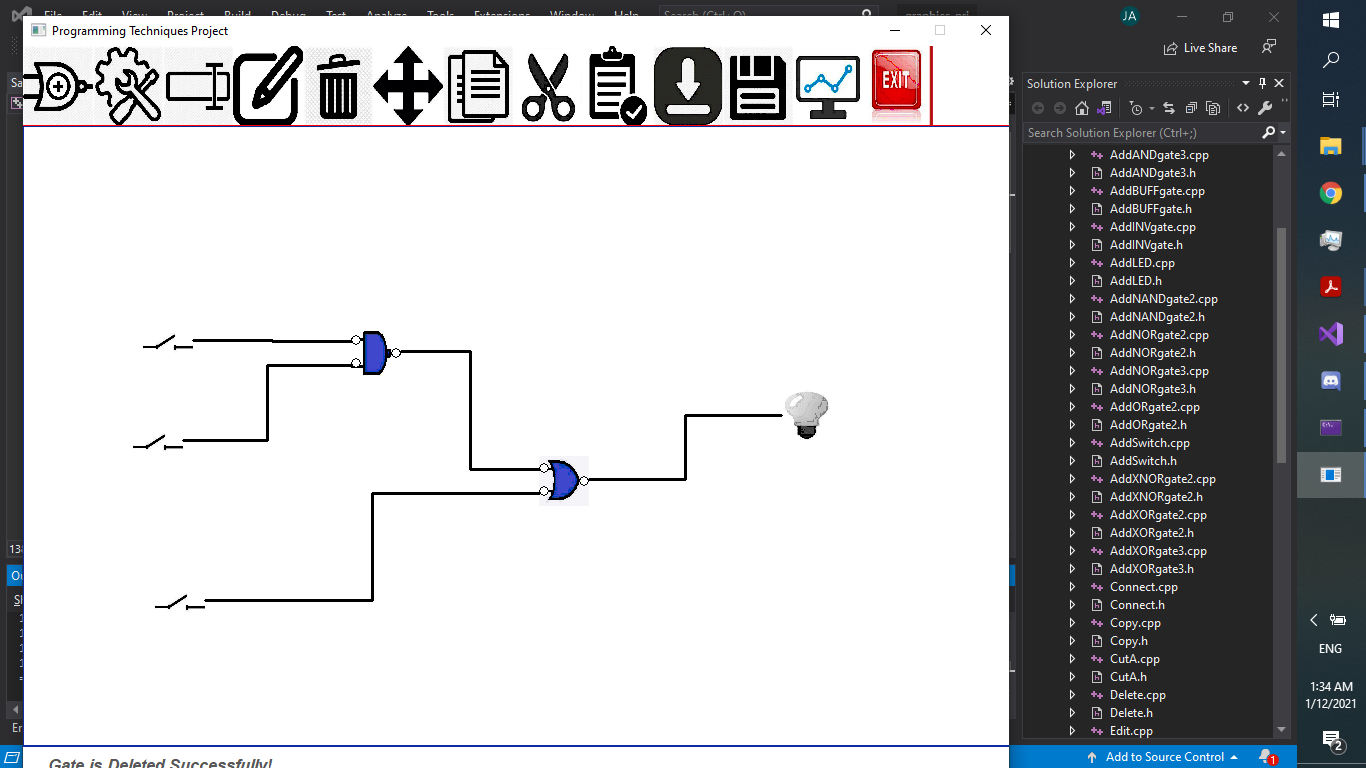 File Edit View Project Build Debug Test Analyze Tools Extensions Window Help Search (Ctrl+Q) graphics-prj JA
Programming Techniques Project
Live Share
EXIT
Solution Explorer
Search Solution Explorer (Ctrl+;)
AddANDgate3.cpp
AddANDgate3.h
AddBUFFgate.cpp
AddBUFFgate.h
AddINVgate.cpp
AddINVgate.h
AddLED.cpp
AddLED.h
AddNANDgate2.cpp
AddNANDgate2.h
AddNORgate2.cpp
AddNORgate2.h
AddNORgate3.cpp
AddNORgate3.h
AddORgate2.cpp
AddORgate2.h
AddSwitch.cpp
AddSwitch.h
AddXNORgate2.cpp
AddXNORgate2.h
AddXORgate2.cpp
AddXORgate2.h
AddXORgate3.cpp
AddXORgate3.h
Connect.cpp
Connect.h
Copy.cpp
Copy.h
CutA.cpp
CutA.h
Delete.cpp
Delete.h
Edit.cpp
Gate is Deleted Successfully!
Add to Source Control
1
ENG
1:34 AM
1/12/2021
2